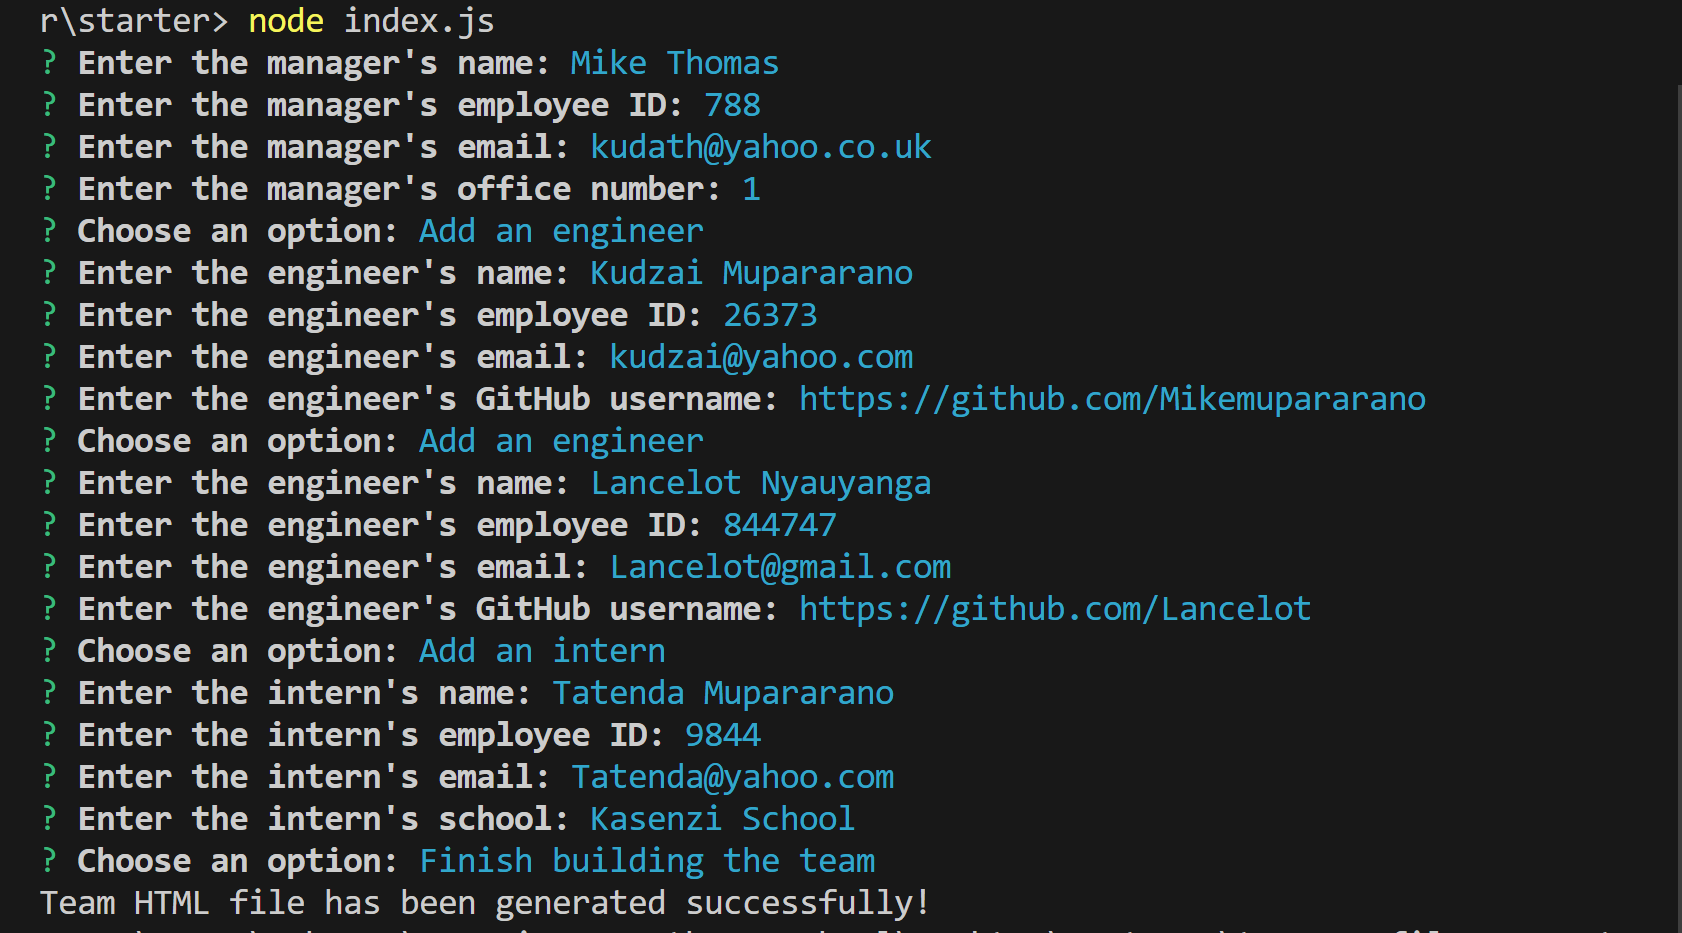 r\starter> node index.js
? Enter the manager's name: Mike Thomas
? Enter the manager's employee ID: 788
? Enter the manager's email: kudath@yahoo.co.uk
? Enter the manager's office number: 1
? Choose an option: Add an engineer
? Enter the engineer's name: Kudzai Mupararano
? Enter the engineer's employee ID: 26373
? Enter the engineer's email: kudzai@yahoo.com
? Enter the engineer's GitHub username: https://github.com/Mikemupararano
? Choose an option: Add an engineer
? Enter the engineer's name: Lancelot Nyauyanga
? Enter the engineer's employee ID: 844747
? Enter the engineer's email: Lancelot@gmail.com
? Enter the engineer's GitHub username: https://github.com/Lancelot
? Choose an option: Add an intern
? Enter the intern's name: Tatenda Mupararano
? Enter the intern's employee ID: 9844
? Enter the intern's email: Tatenda@yahoo.com
? Enter the intern's school: Kasenzi School
? Choose an option: Finish building the team
Team HTML file has been generated successfully!